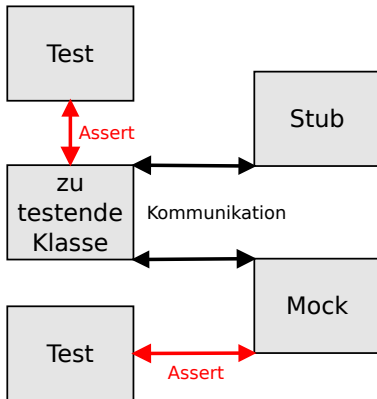 Test
Assert
Stub
zu
testende
Klasse
Kommunikation
Mock
Test
Assert